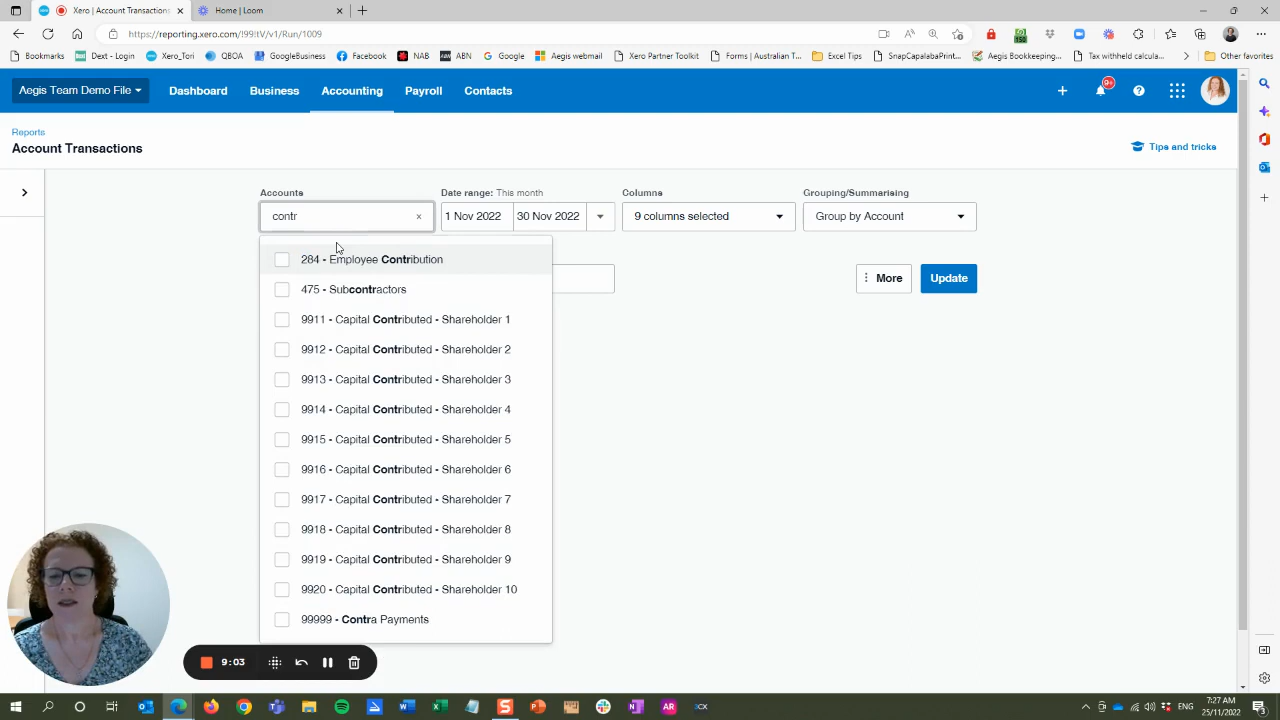 Xero | Account Transactions
Home | Loom
https://reporting.xero.com/!99!tV/v1/Run/1009
Bookmarks
Dext - Login
Xero_Tori
QBOA
GreatSouthBank
Facebook
NAB
ABN
Google
Aegis webmail
Xero Partner Toolkit
Forms | Australian...
Excel Tips
SnapCapalabaPrint...
Aegis Bookkeeping...
Tax withheld calcula...
Other favorites
Aegis Team Demo File
Dashboard
Business
Accounting
Payroll
Contacts
9+
Reports
Account Transactions
Tips and tricks
Accounts
Date range: This month
Columns
Grouping/Summarising
contr
1 Nov 2022
30 Nov 2022
9 columns selected
Group by Account
284 - Employee Contribution
475 - Subcontractors
9911 - Capital Contributed - Shareholder 1
9912 - Capital Contributed - Shareholder 2
9913 - Capital Contributed - Shareholder 3
9914 - Capital Contributed - Shareholder 4
9915 - Capital Contributed - Shareholder 5
9916 - Capital Contributed - Shareholder 6
9917 - Capital Contributed - Shareholder 7
9918 - Capital Contributed - Shareholder 8
9919 - Capital Contributed - Shareholder 9
9920 - Capital Contributed - Shareholder 10
99999 - Contra Payments
More
Update
9:03
ENG
7:27 AM
25/11/2022